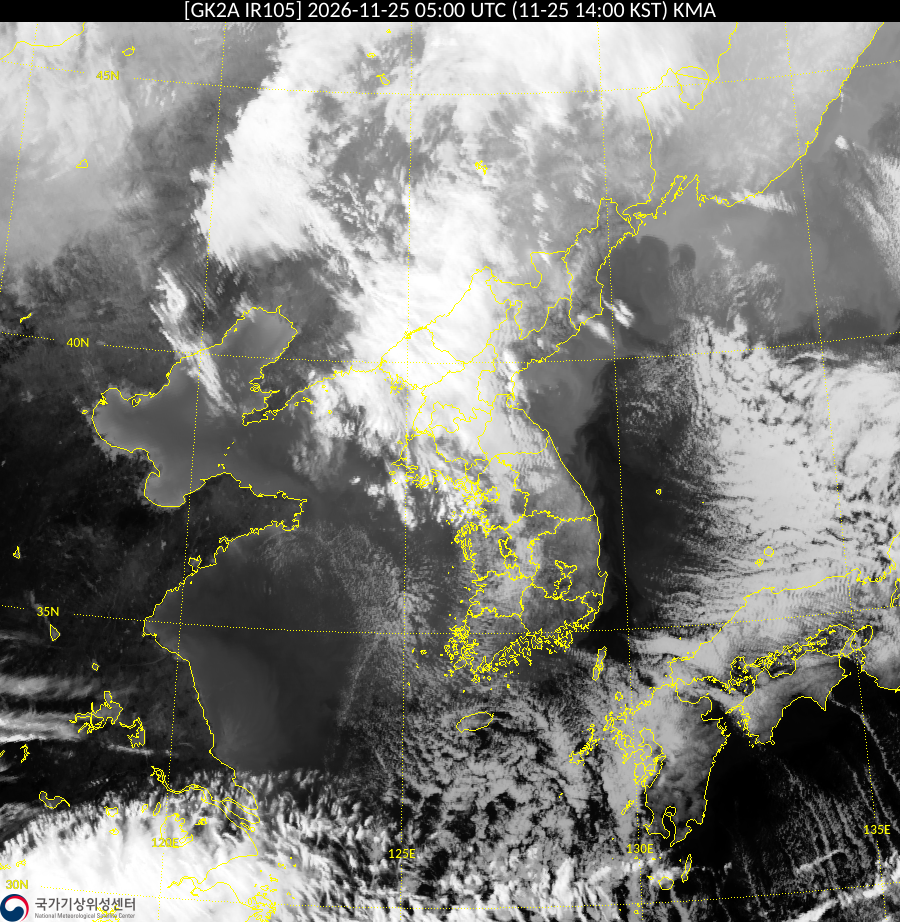 [GK2A IR105] 2026-11-25 05:00 UTC (11-25 14:00 KST) KMA
45N
40N
35N
120E
125E
130E
135E
30N
국가기상위성센터
National Meteorological Satellite Center